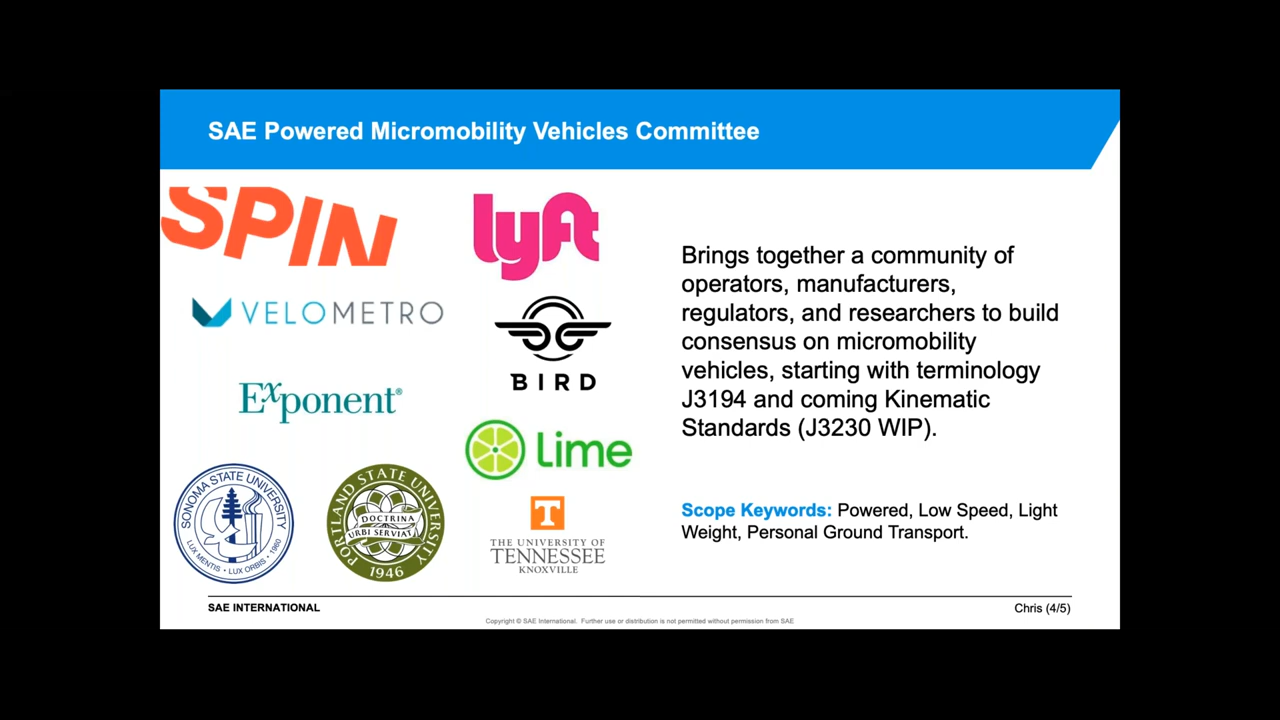 SAE Powered Micromobility Vehicles Committee
SPIN
lyft
VELOMETRO
BIRD
Exponent®
Lime
SONOMA STATE UNIVERSITY
LUX MENTIS • LUX ORBIS • 1960
PORTLAND STATE UNIVERSITY
DOCTRINA
URBI SERVIAT
1946
T
THE UNIVERSITY OF
TENNESSEE
KNOXVILLE
Brings together a community of
operators, manufacturers,
regulators, and researchers to build
consensus on micromobility
vehicles, starting with terminology
J3194 and coming Kinematic
Standards (J3230 WIP).
Scope Keywords: Powered, Low Speed, Light
Weight, Personal Ground Transport.
SAE INTERNATIONAL
Chris (4/5)
Copyright © SAE International. Further use or distribution is not permitted without permission from SAE